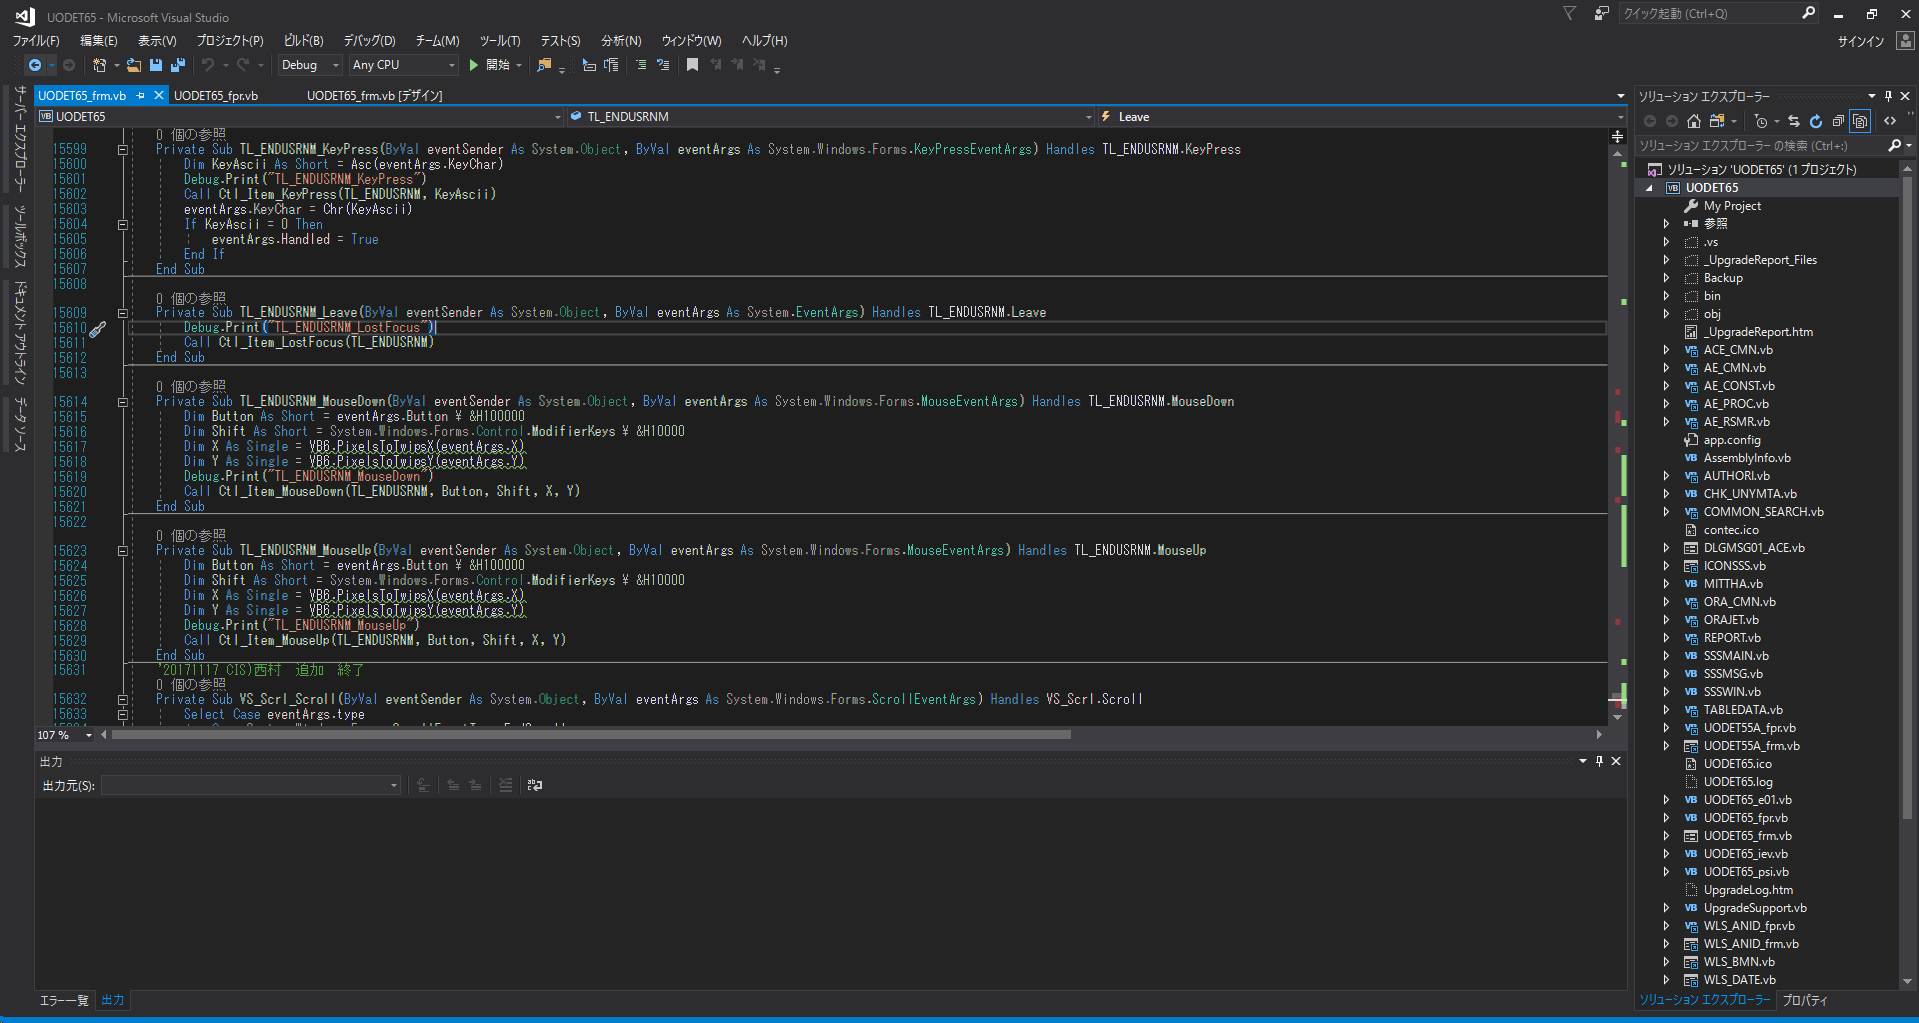 UODET65 - Microsoft Visual Studio
クイック起動 (Ctrl+Q)
ファイル(F) 編集(E) 表示(V) プロジェクト(P) ビルド(B) デバッグ(D) チーム(M) ツール(T) テスト(S) 分析(N) ウィンドウ(W) ヘルプ(H)
サインイン
Debug Any CPU 開始
サーバー エクスプローラー
ツールボックス
ドキュメント アウトライン
データ ソース
UODET65_frm.vb UODET65_fpr.vb UODET65_frm.vb [デザイン]
UODET65 TL_ENDUSRNM Leave
0 個の参照
15599 Private Sub TL_ENDUSRNM_KeyPress(ByVal eventSender As System.Object, ByVal eventArgs As System.Windows.Forms.KeyPressEventArgs) Handles TL_ENDUSRNM.KeyPress
15600 Dim KeyAscii As Short = Asc(eventArgs.KeyChar)
15601 Debug.Print("TL_ENDUSRNM_KeyPress")
15602 Call Ctl_Item_KeyPress(TL_ENDUSRNM, KeyAscii)
15603 eventArgs.KeyChar = Chr(KeyAscii)
15604 If KeyAscii = 0 Then
15605 eventArgs.Handled = True
15606 End If
15607 End Sub
15608
0 個の参照
15609 Private Sub TL_ENDUSRNM_Leave(ByVal eventSender As System.Object, ByVal eventArgs As System.EventArgs) Handles TL_ENDUSRNM.Leave
15610 Debug.Print("TL_ENDUSRNM_LostFocus")
15611 Call Ctl_Item_LostFocus(TL_ENDUSRNM)
15612 End Sub
15613
0 個の参照
15614 Private Sub TL_ENDUSRNM_MouseDown(ByVal eventSender As System.Object, ByVal eventArgs As System.Windows.Forms.MouseEventArgs) Handles TL_ENDUSRNM.MouseDown
15615 Dim Button As Short = eventArgs.Button ¥ &H100000
15616 Dim Shift As Short = System.Windows.Forms.Control.ModifierKeys ¥ &H10000
15617 Dim X As Single = VB6.PixelsToTwipsX(eventArgs.X)
15618 Dim Y As Single = VB6.PixelsToTwipsY(eventArgs.Y)
15619 Debug.Print("TL_ENDUSRNM_MouseDown")
15620 Call Ctl_Item_MouseDown(TL_ENDUSRNM, Button, Shift, X, Y)
15621 End Sub
15622
0 個の参照
15623 Private Sub TL_ENDUSRNM_MouseUp(ByVal eventSender As System.Object, ByVal eventArgs As System.Windows.Forms.MouseEventArgs) Handles TL_ENDUSRNM.MouseUp
15624 Dim Button As Short = eventArgs.Button ¥ &H100000
15625 Dim Shift As Short = System.Windows.Forms.Control.ModifierKeys ¥ &H10000
15626 Dim X As Single = VB6.PixelsToTwipsX(eventArgs.X)
15627 Dim Y As Single = VB6.PixelsToTwipsY(eventArgs.Y)
15628 Debug.Print("TL_ENDUSRNM_MouseUp")
15629 Call Ctl_Item_MouseUp(TL_ENDUSRNM, Button, Shift, X, Y)
15630 End Sub
15631 '20171117 CIS)西村　追加　終了
0 個の参照
15632 Private Sub VS_Scrl_Scroll(ByVal eventSender As System.Object, ByVal eventArgs As System.Windows.Forms.ScrollEventArgs) Handles VS_Scrl.Scroll
15633 Select Case eventArgs.type
107 %
出力
出力元(S):
エラー一覧 出力
ソリューション エクスプローラー
ソリューション エクスプローラー の検索 (Ctrl+:)
ソリューション 'UODET65' (1 プロジェクト)
UODET65
My Project
参照
.vs
_UpgradeReport_Files
Backup
bin
obj
_UpgradeReport.htm
ACE_CMN.vb
AE_CMN.vb
AE_CONST.vb
AE_PROC.vb
AE_RSMR.vb
app.config
AssemblyInfo.vb
AUTHORI.vb
CHK_UNYMTA.vb
COMMON_SEARCH.vb
contec.ico
DLGMSG01_ACE.vb
ICONSSS.vb
MITTHA.vb
ORA_CMN.vb
ORAJET.vb
REPORT.vb
SSSMAIN.vb
SSSMSG.vb
SSSWIN.vb
TABLEDATA.vb
UODET55A_fpr.vb
UODET55A_frm.vb
UODET65.ico
UODET65.log
UODET65_e01.vb
UODET65_fpr.vb
UODET65_frm.vb
UODET65_iev.vb
UODET65_psi.vb
UpgradeLog.htm
UpgradeSupport.vb
WLS_ANID_fpr.vb
WLS_ANID_frm.vb
WLS_BMN.vb
WLS_DATE.vb
ソリューション エクスプローラー プロパティ